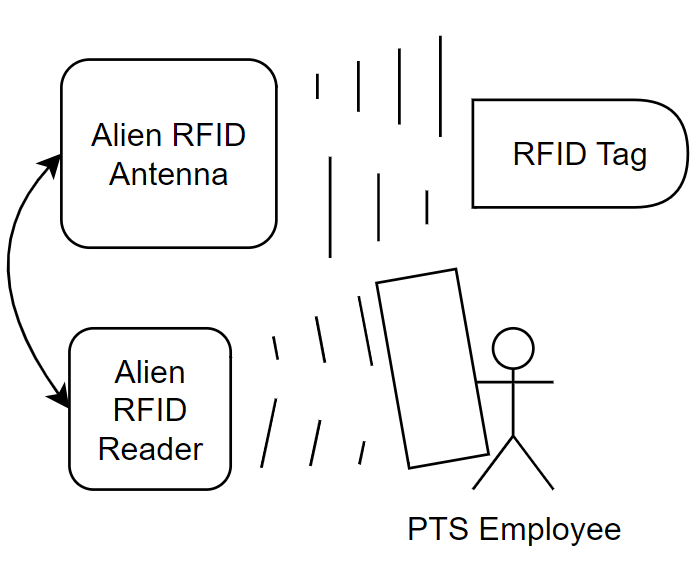 Alien RFID
Antenna
RFID Tag
Alien
RFID
Reader
PTS Employee